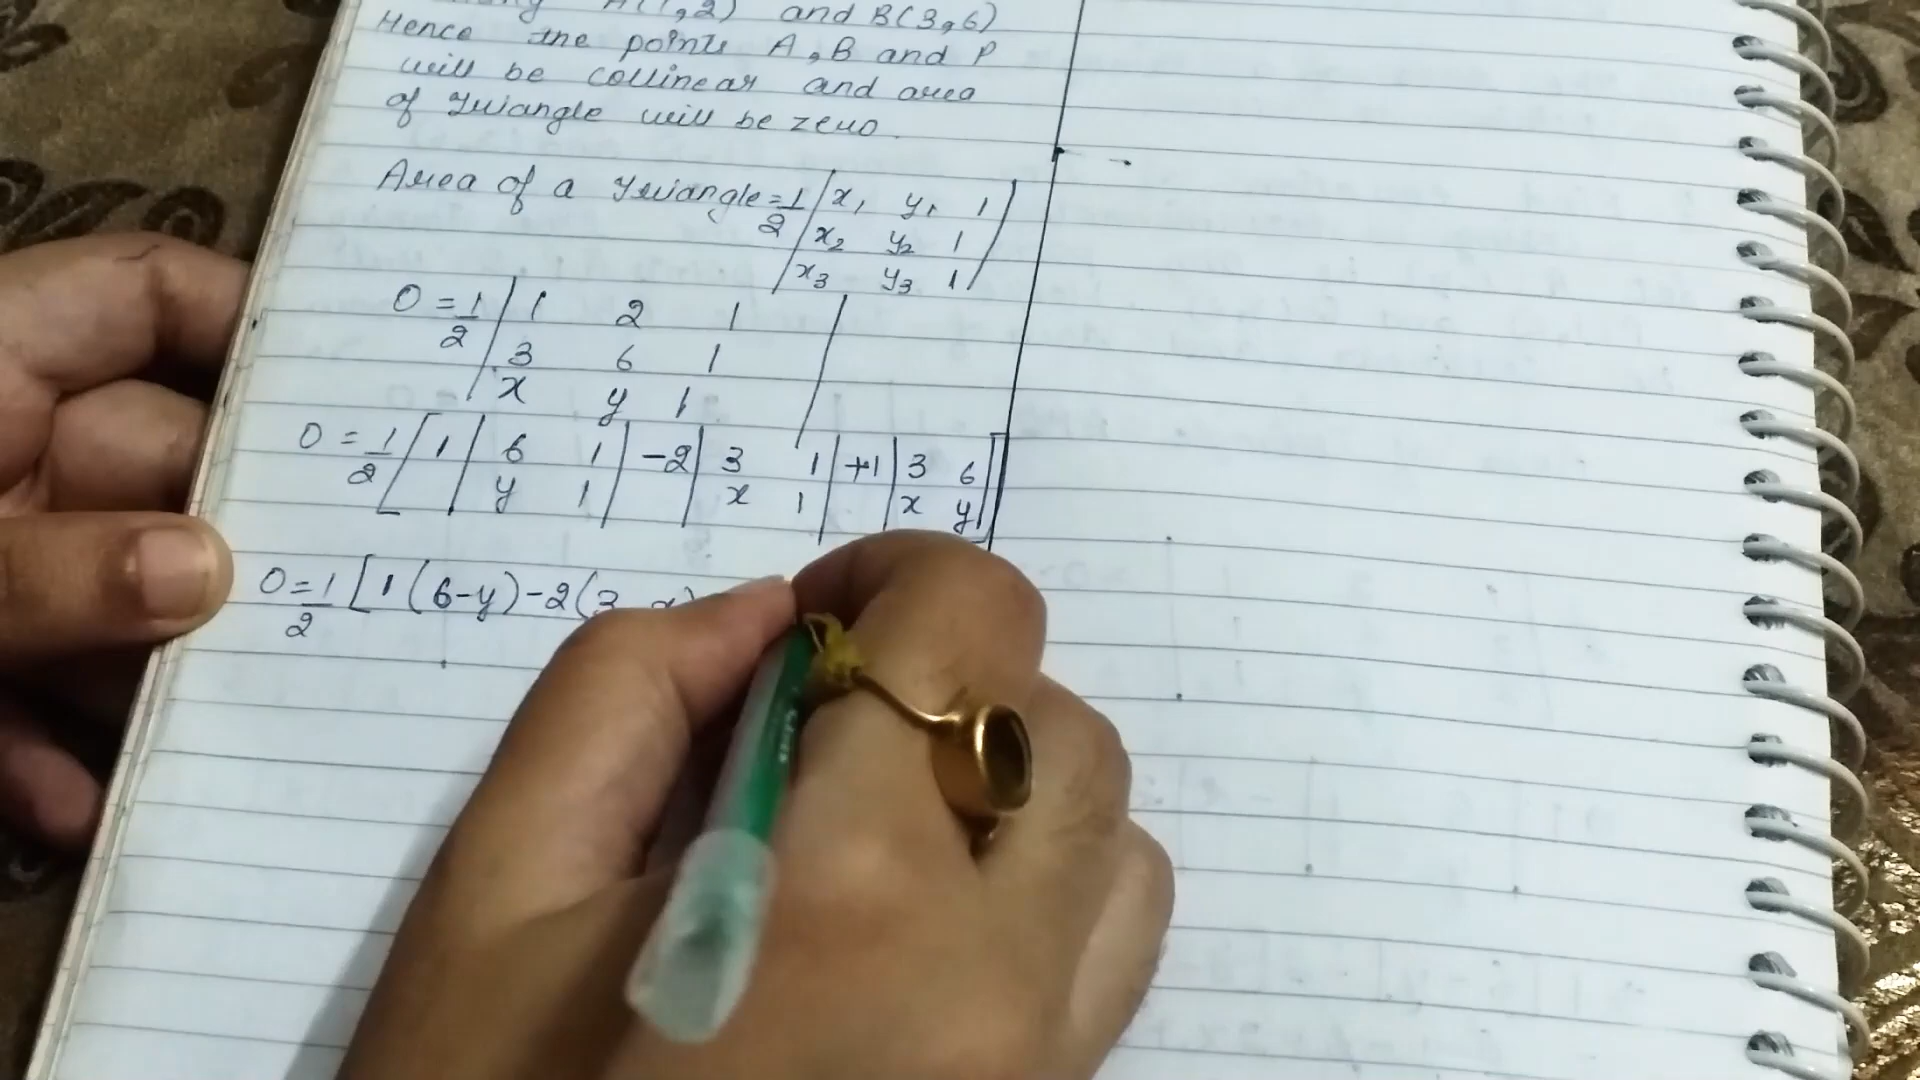 A(1,2) and B(3,6)
Hence the points A, B and P
will be collinear and area
of triangle will be zero.
Area of a triangle = 1/2 | x₁ y₁ 1 |
| x₂ y₂ 1 |
| x₃ y₃ 1 |
0 = 1/2 | 1 2 1 |
| 3 6 1 |
| x y 1 |
0 = 1/2 [ 1 | 6 1 | -2 | 3 1 | +1 | 3 6 | ]
| y 1 | | x 1 | | x y |
0 = 1/2 [ 1 (6-y) -2(3-x)